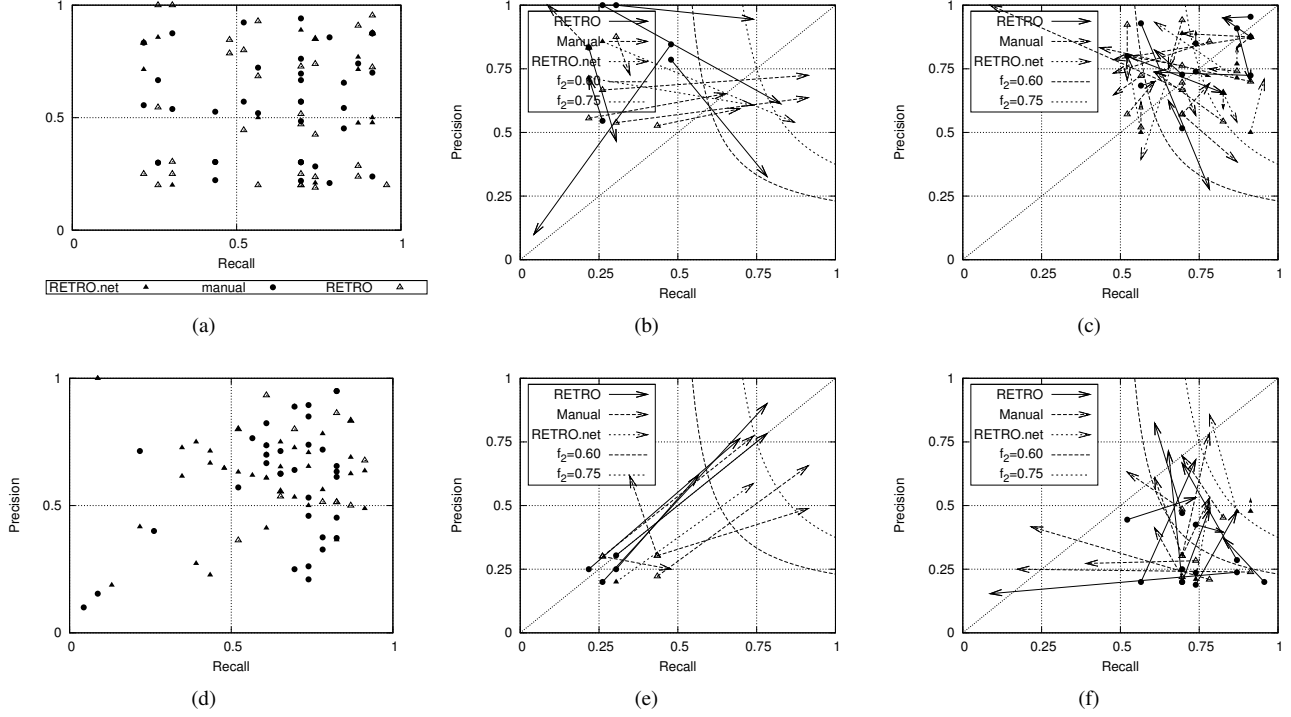 1
0.5
0
0
0.5
1
Recall
RETRO.net
manual
RETRO
(a)
Precision
1
0.75
0.5
0.25
0
0
0.25
0.5
0.75
1
Recall
RETRO
Manual
RETRO.net
f2=0.60
f2=0.75
(b)
Precision
1
0.75
0.5
0.25
0
0
0.25
0.5
0.75
1
Recall
RETRO
Manual
RETRO.net
f2=0.60
f2=0.75
(c)
Precision
1
0.5
0
0
0.5
1
Recall
(d)
Precision
1
0.75
0.5
0.25
0
0
0.25
0.5
0.75
1
Recall
RETRO
Manual
RETRO.net
f2=0.60
f2=0.75
(e)
Precision
1
0.75
0.5
0.25
0
0
0.25
0.5
0.75
1
Recall
RETRO
Manual
RETRO.net
f2=0.60
f2=0.75
(f)